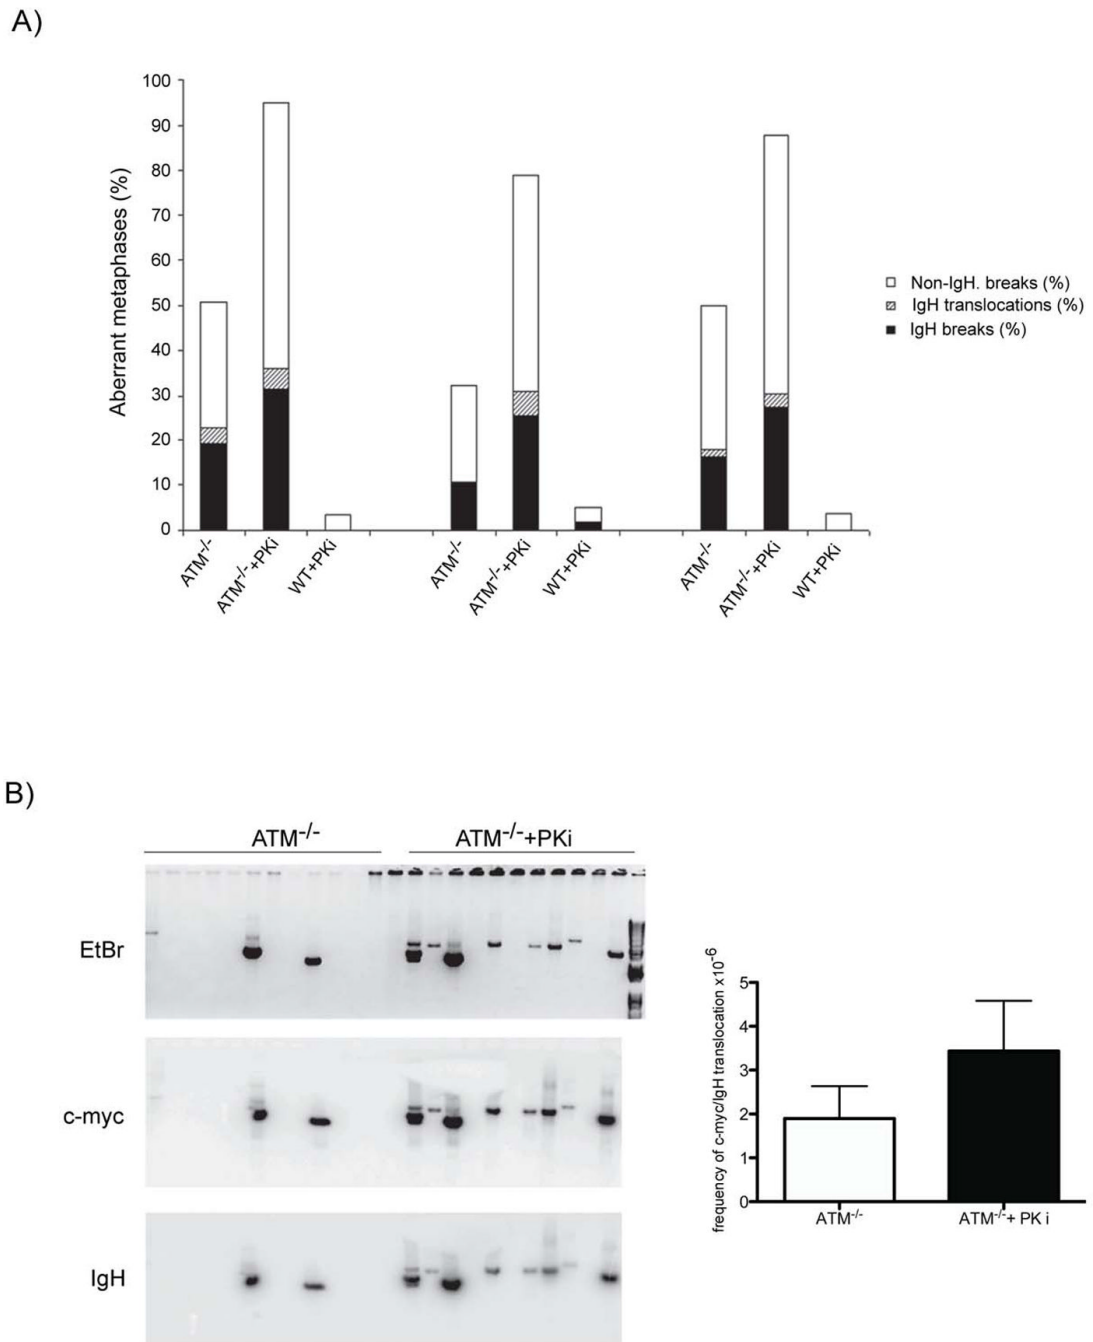 A)
Aberrant metaphases (%)
100
90
80
70
60
50
40
30
20
10
0
ATM-/-
ATM-/-+PKi
WT+PKi
ATM-/-
ATM-/-+PKi
WT+PKi
ATM-/-
ATM-/-+PKi
WT+PKi
Non-IgH. breaks (%)
IgH translocations (%)
IgH breaks (%)
B)
ATM-/-
ATM-/-+PKi
EtBr
c-myc
IgH
frequency of c-myc/IgH translocation x10-6
5
4
3
2
1
0
ATM-/-
ATM-/-+ PK i